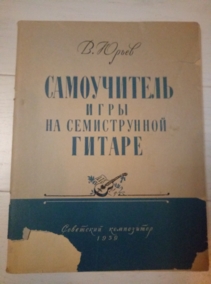 В. Юрьев
САМОУЧИТЕЛЬ
ИГРЫ
НА СЕМИСТРУННОЙ
ГИТАРЕ
Советский композитор